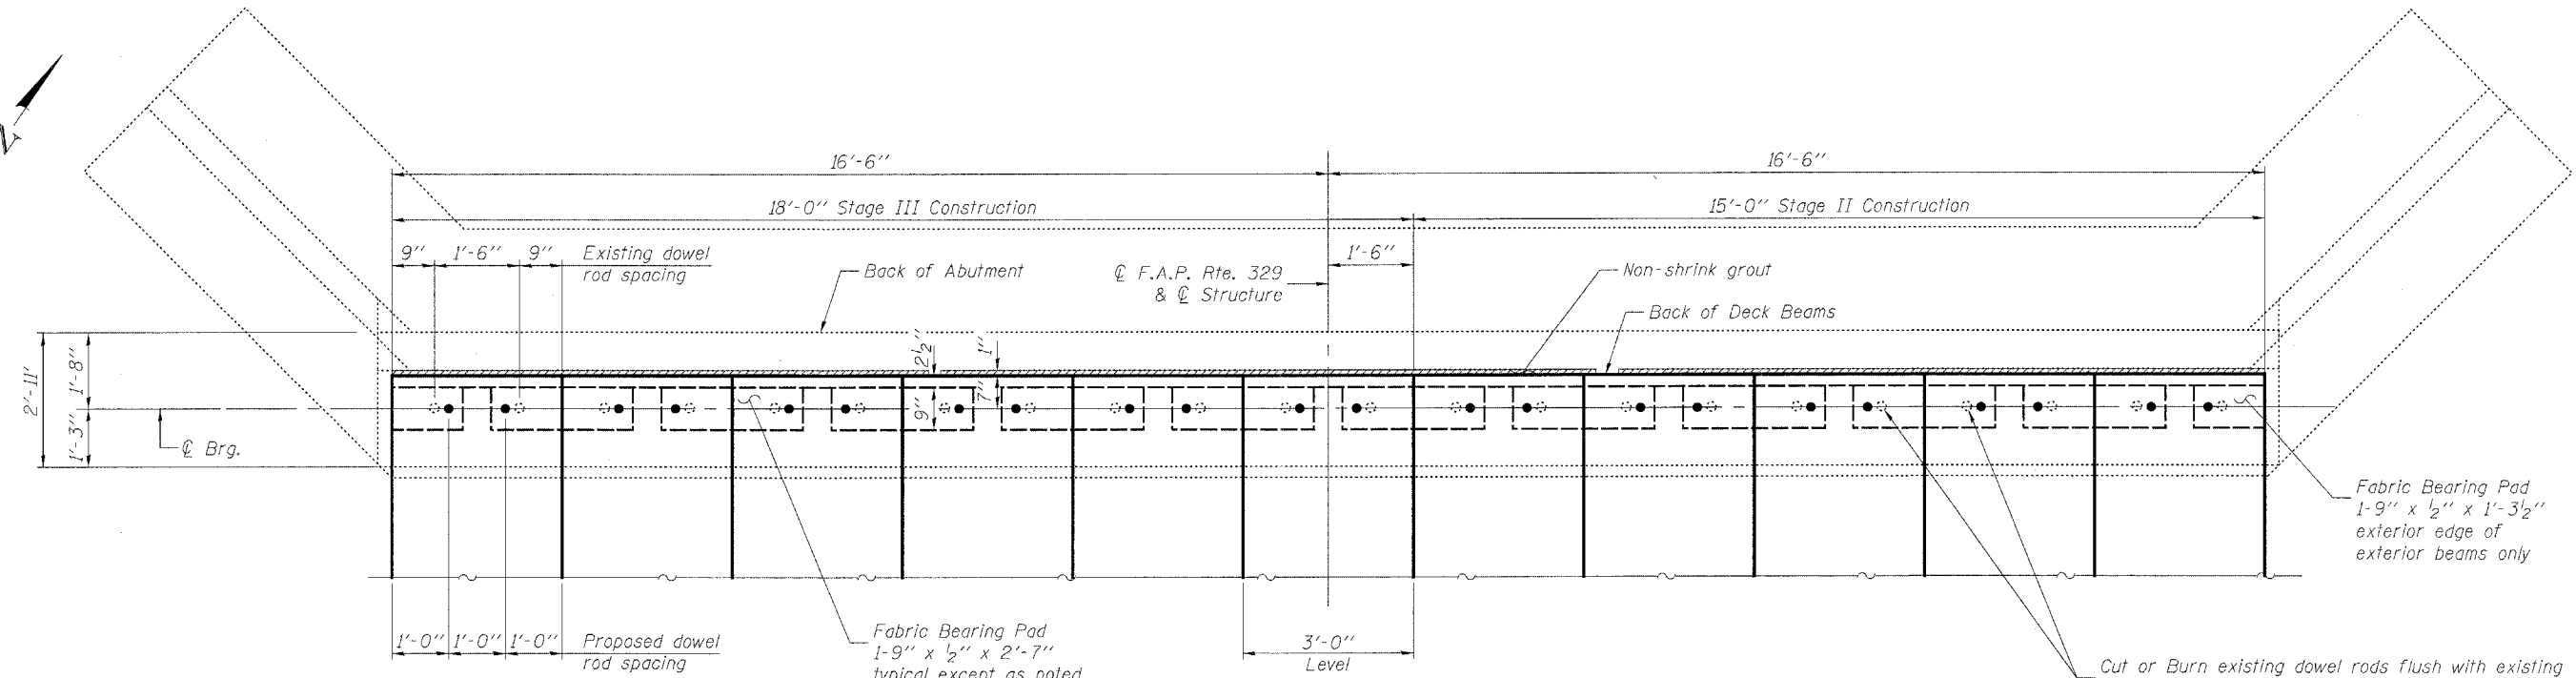 N
16'-6"
16'-6"
18'-0" Stage III Construction
15'-0" Stage II Construction
9"
1'-6"
9"
Existing dowel
rod spacing
Back of Abutment
℄ F.A.P. Rte. 329
& ℄ Structure
1'-6"
Non-shrink grout
Back of Deck Beams
2'-11"
1'-8"
1'-3"
2½"
1"
9"
7"
℄ Brg.
Fabric Bearing Pad
1-9" x ½" x 1'-3½"
exterior edge of
exterior beams only
1'-0"
1'-0"
1'-0"
Proposed dowel
rod spacing
Fabric Bearing Pad
1-9" x ½" x 2'-7"
typical except as noted
3'-0"
Level
Cut or Burn existing dowel rods flush with existing